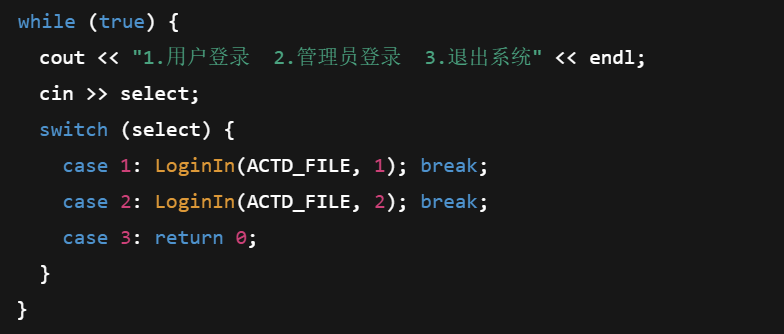 while (true) {
cout << "1.用户登录  2.管理员登录  3.退出系统" << endl;
cin >> select;
switch (select) {
case 1: LoginIn(ACTD_FILE, 1); break;
case 2: LoginIn(ACTD_FILE, 2); break;
case 3: return 0;
}
}